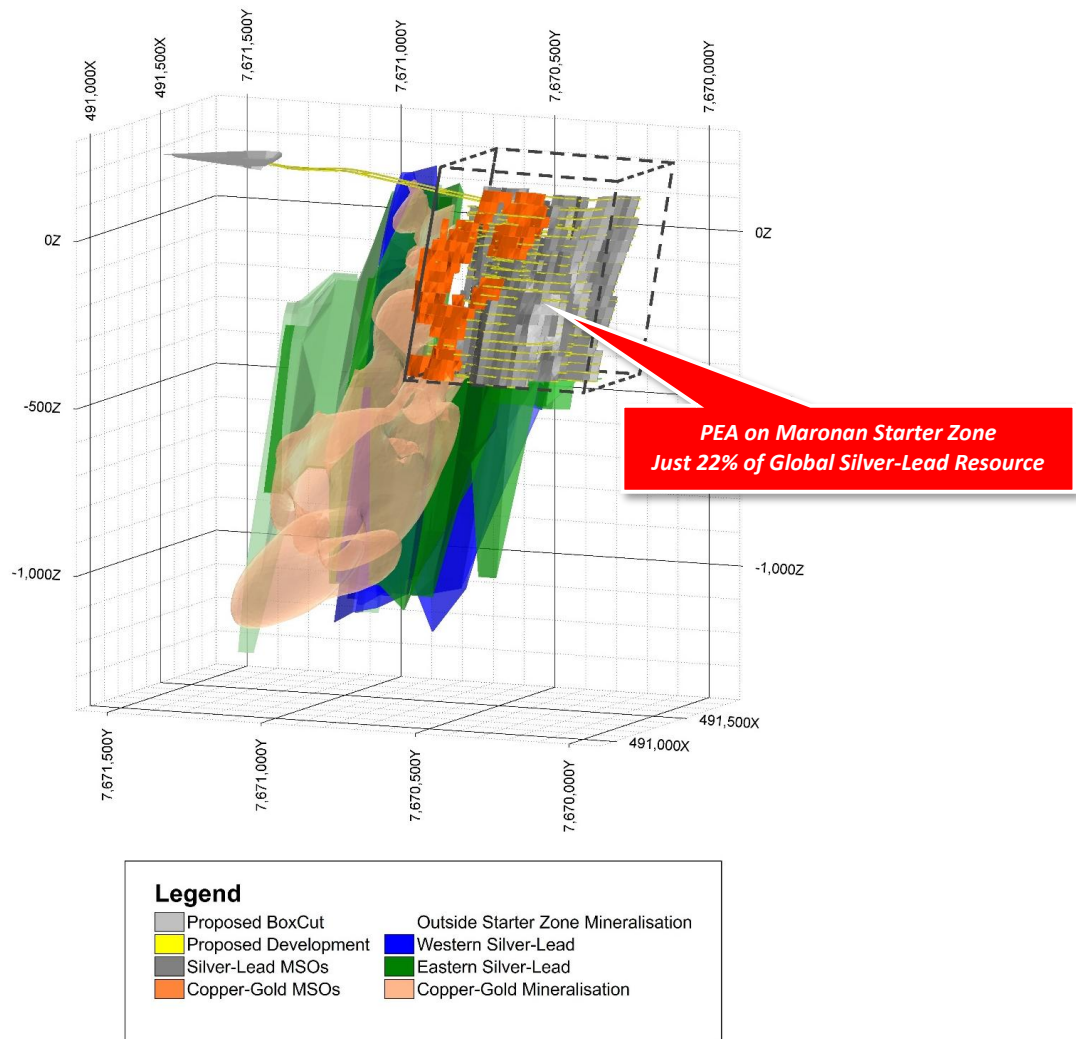 491,000X
491,500X
7,671,500Y
7,671,000Y
7,670,500Y
7,670,000Y
0Z
0Z
-500Z
-500Z
PEA on Maronan Starter Zone
Just 22% of Global Silver-Lead Resource
-1,000Z
-1,000Z
491,500X
491,000X
7,671,500Y
7,671,000Y
7,670,500Y
7,670,000Y
Legend
Proposed BoxCut
Proposed Development
Silver-Lead MSOs
Copper-Gold MSOs
Outside Starter Zone Mineralisation
Western Silver-Lead
Eastern Silver-Lead
Copper-Gold Mineralisation